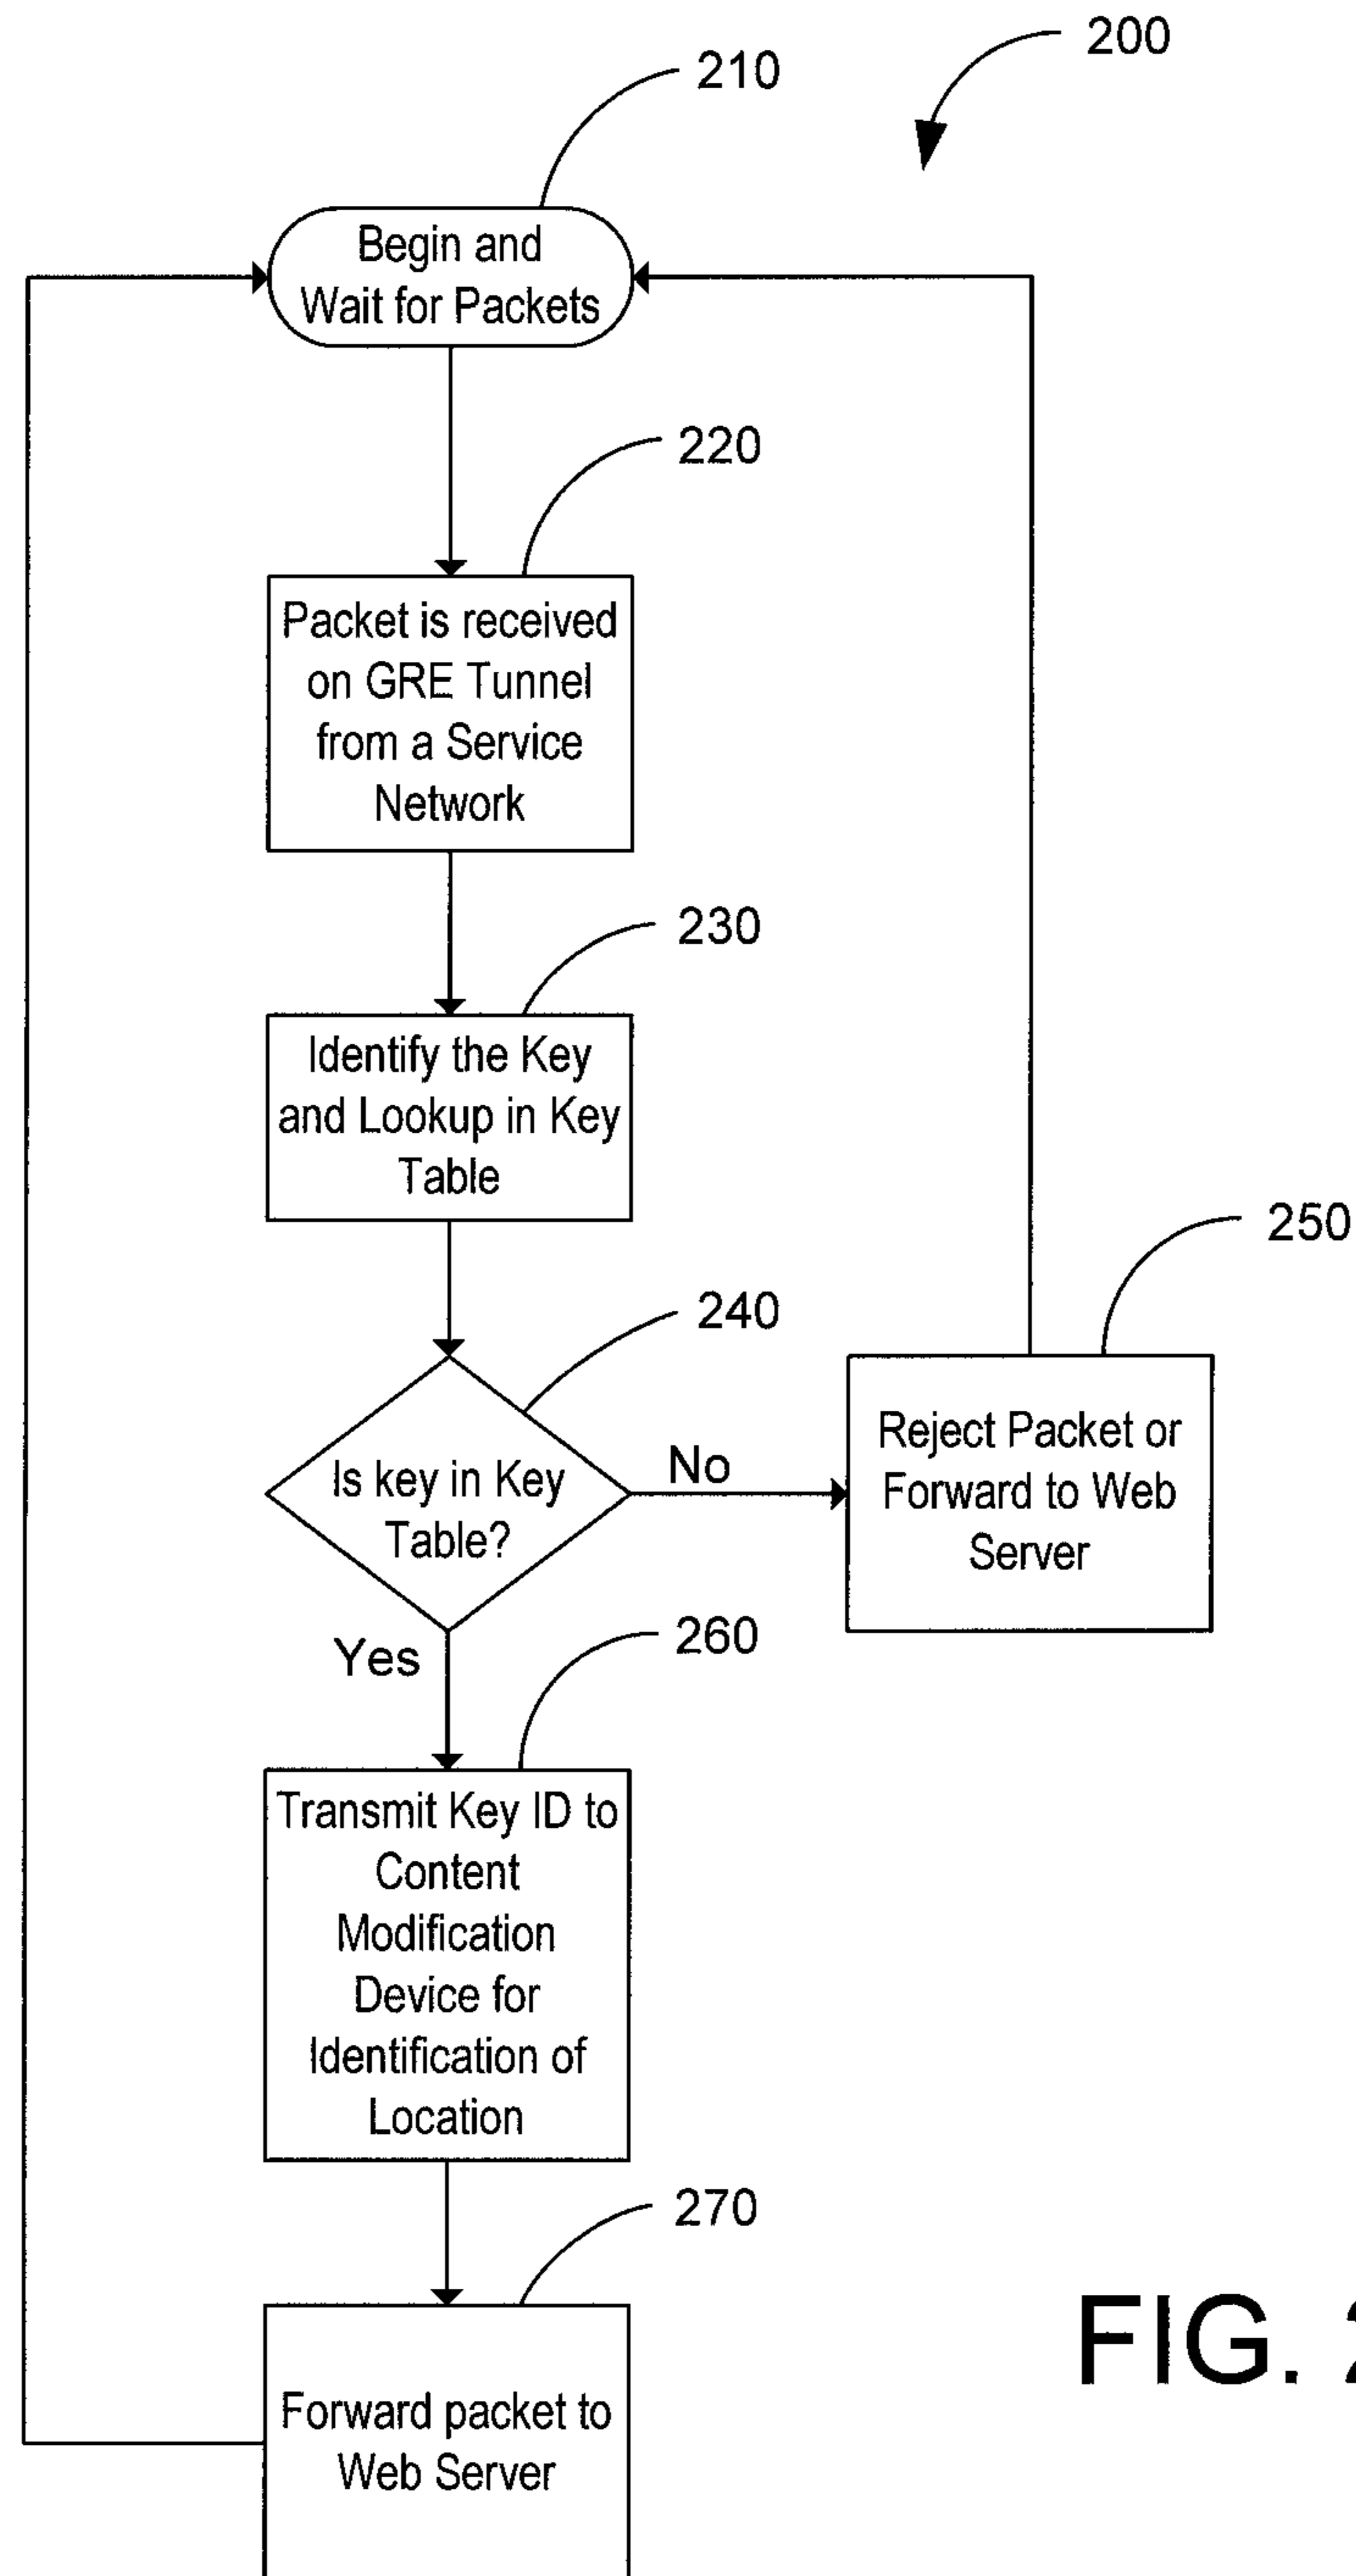 200
210
Begin and
Wait for Packets
220
Packet is received
on GRE Tunnel
from a Service
Network
230
Identify the Key
and Lookup in Key
Table
240
Is key in Key
Table?
No
250
Reject Packet or
Forward to Web
Server
Yes
260
Transmit Key ID to
Content
Modification
Device for
Identification of
Location
270
Forward packet to
Web Server
FIG. 2